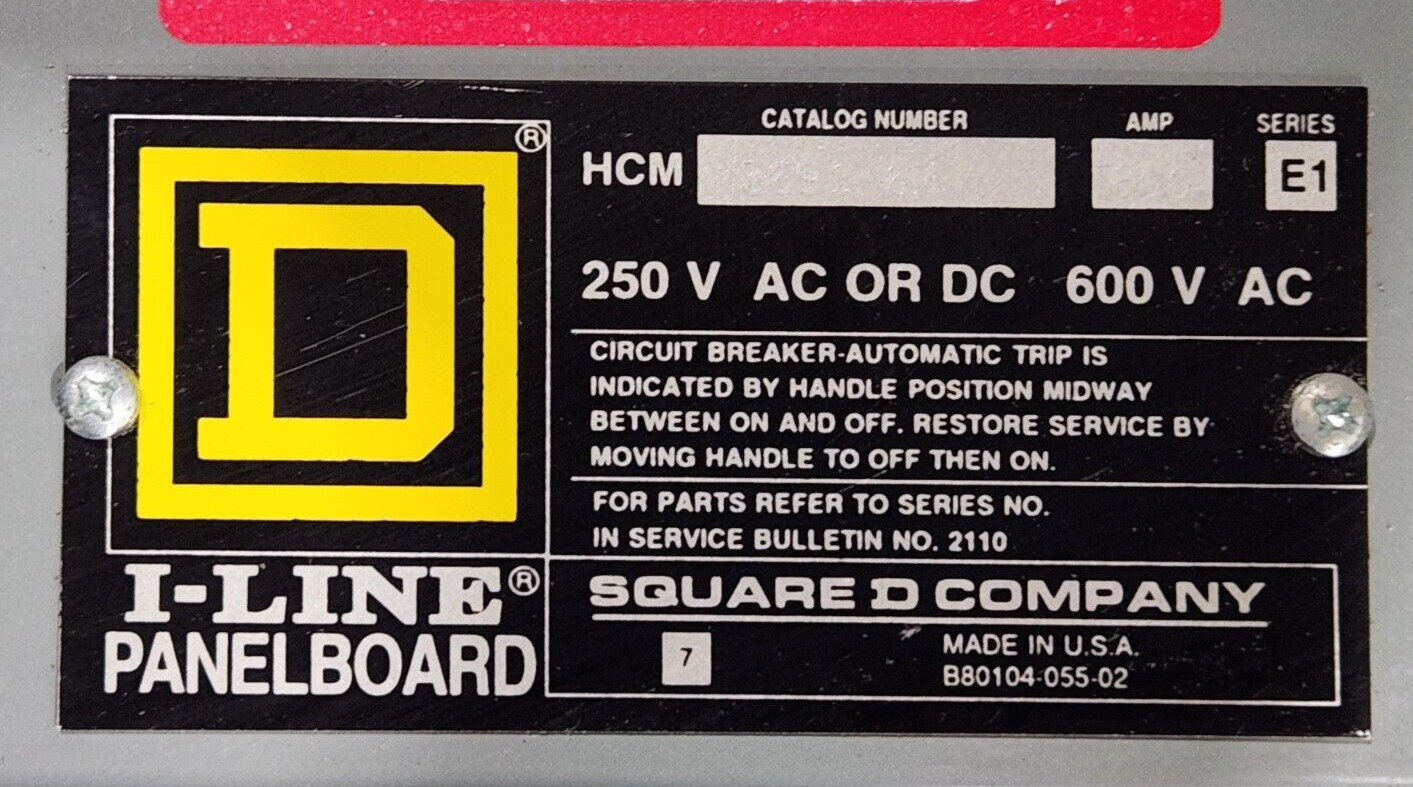 D ®
CATALOG NUMBER AMP SERIES
HCM E1
250 V AC OR DC 600 V AC
CIRCUIT BREAKER-AUTOMATIC TRIP IS
INDICATED BY HANDLE POSITION MIDWAY
BETWEEN ON AND OFF. RESTORE SERVICE BY
MOVING HANDLE TO OFF THEN ON.
FOR PARTS REFER TO SERIES NO.
IN SERVICE BULLETIN NO. 2110
I-LINE®
PANELBOARD
SQUARE D COMPANY
7
MADE IN U.S.A.
B80104-055-02